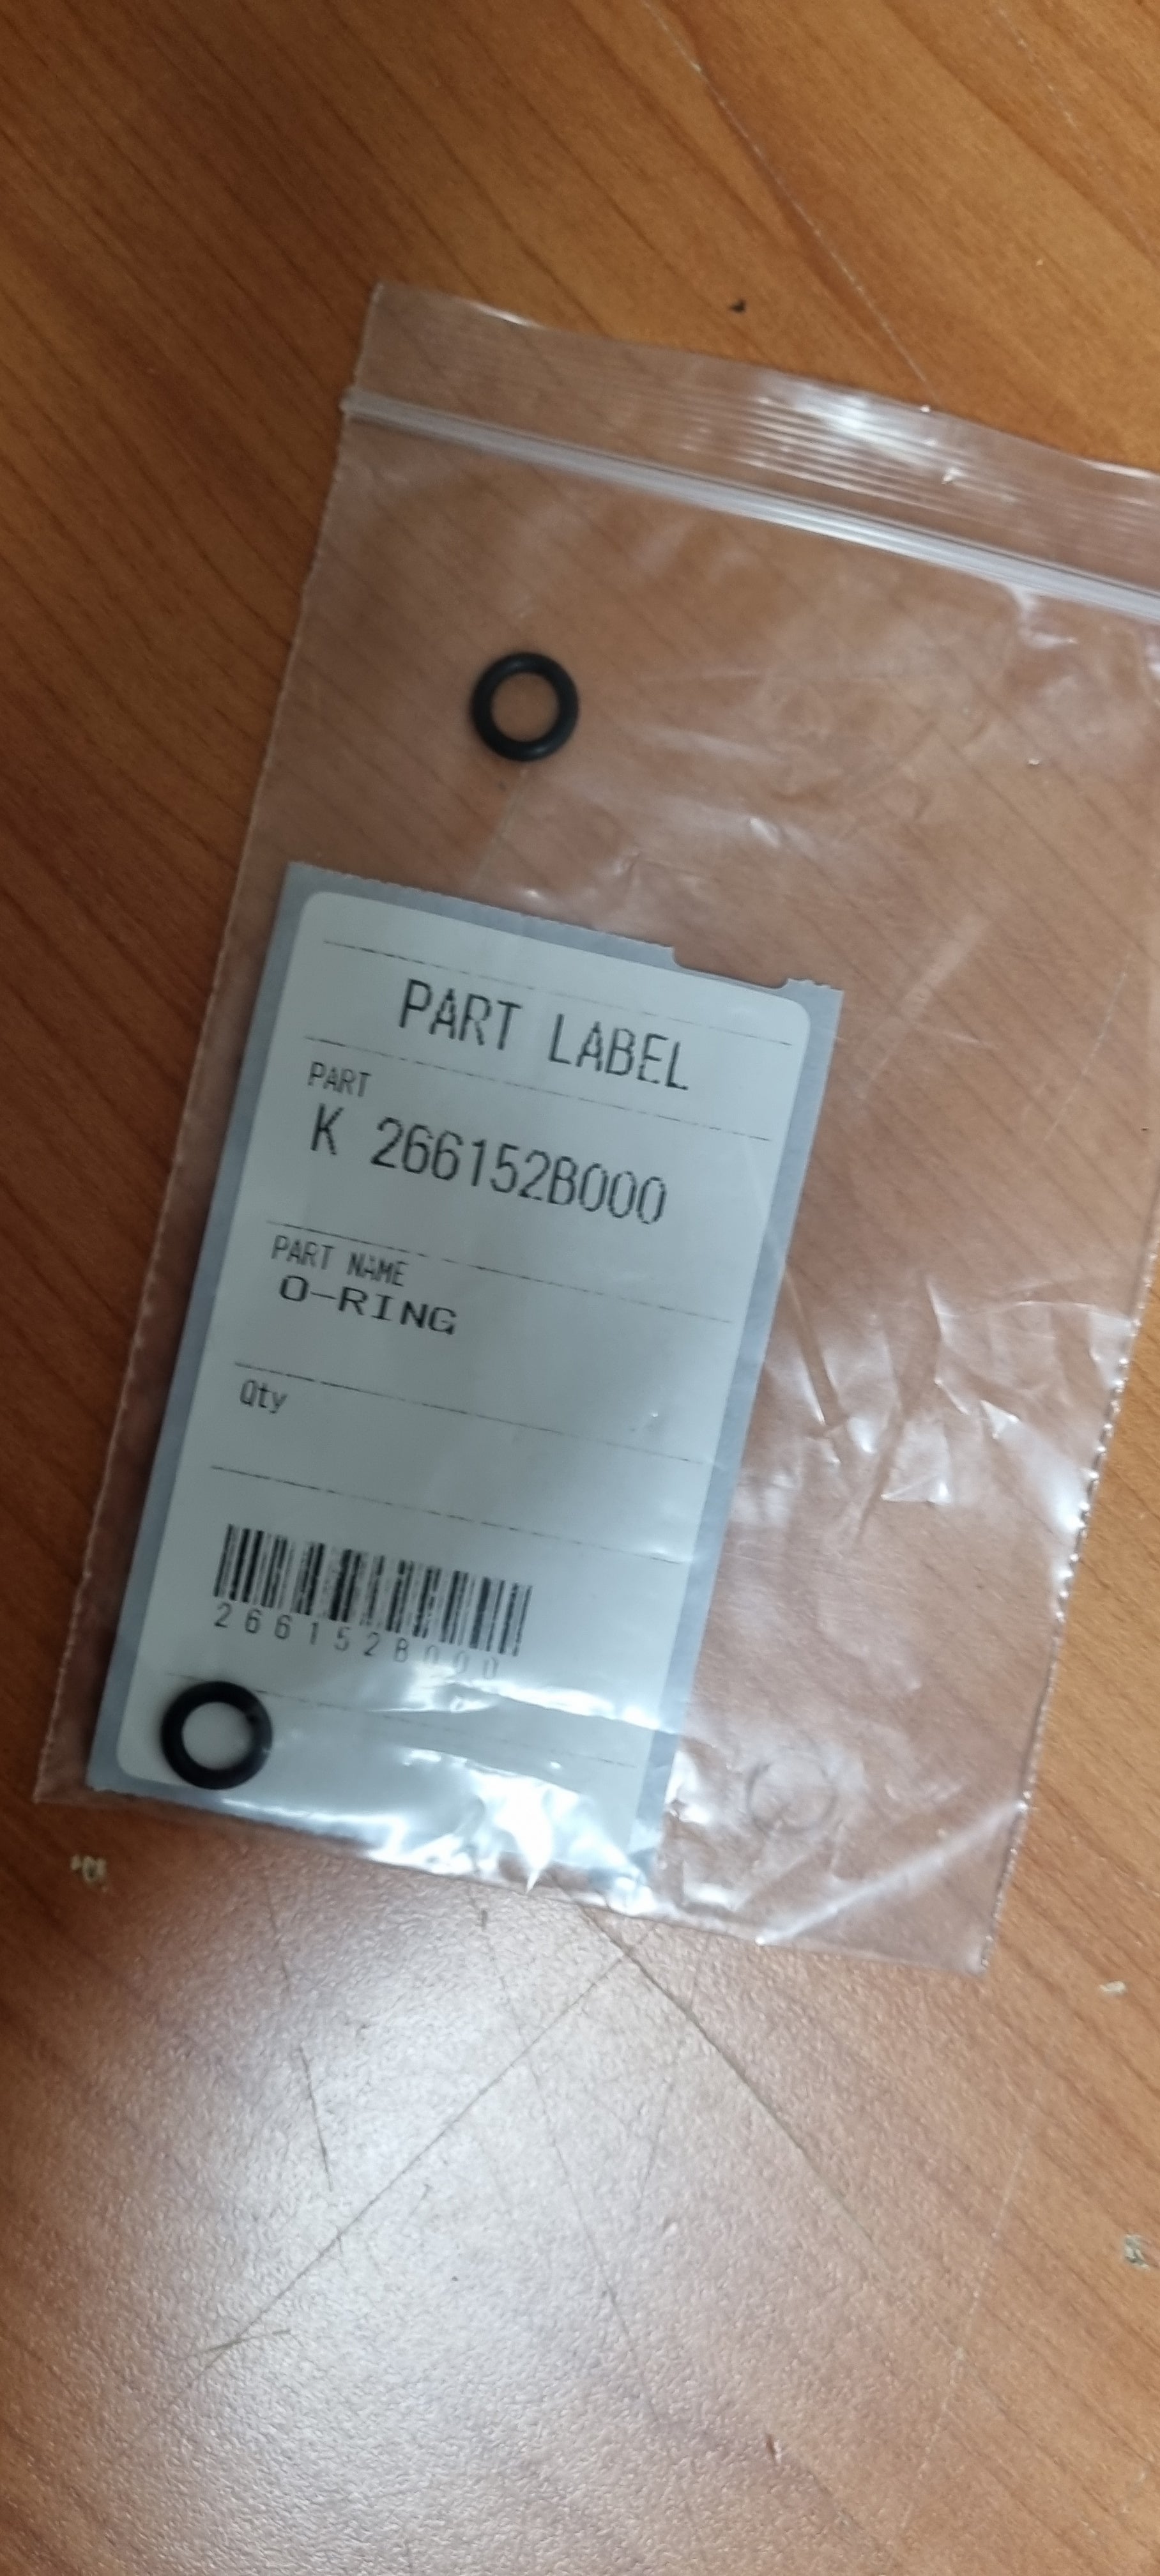 PART LABEL
PART
K 266152B000
PART NAME
O-RING
Qty
266152B000